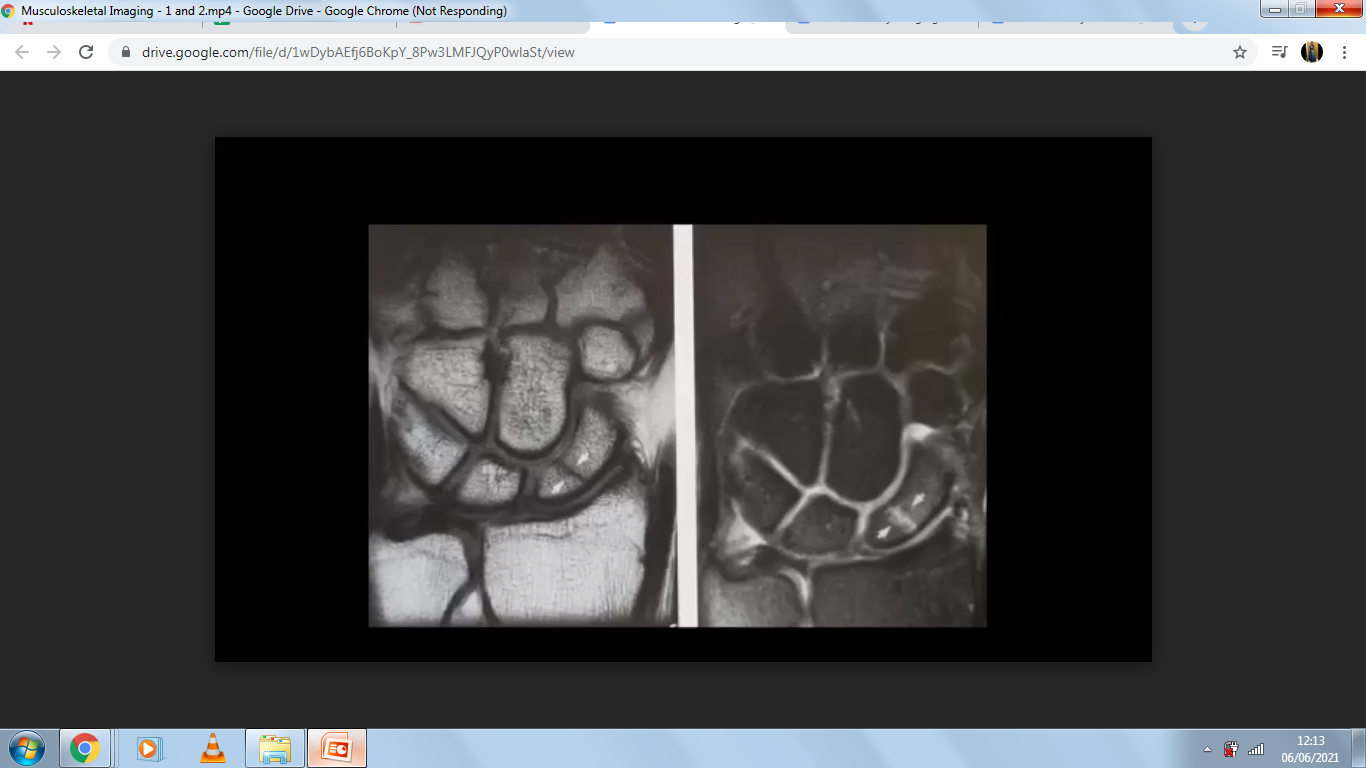 Musculoskeletal Imaging - 1 and 2.mp4 - Google Drive - Google Chrome (Not Responding)
drive.google.com/file/d/1wDybAEfj6BoKpY_8Pw3LMFJQyP0wlaSt/view
12:13
06/06/2021